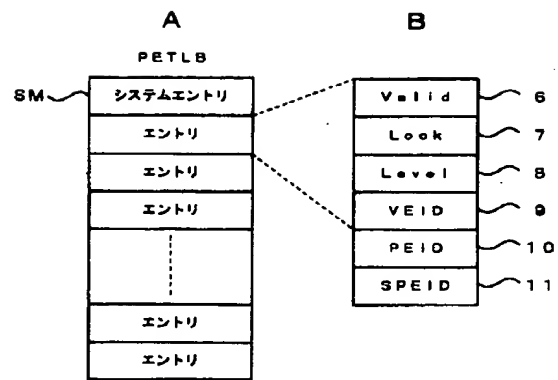 A
B
PETLB
SM
システムエントリ
エントリ
エントリ
エントリ
エントリ
エントリ
Valid
6
Lock
7
Level
8
VEID
9
PEID
10
SPEID
11